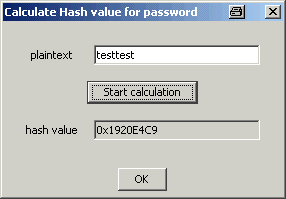 Calculate Hash value for password
plaintext
testtest
Start calculation
hash value
0x1920E4C9
OK